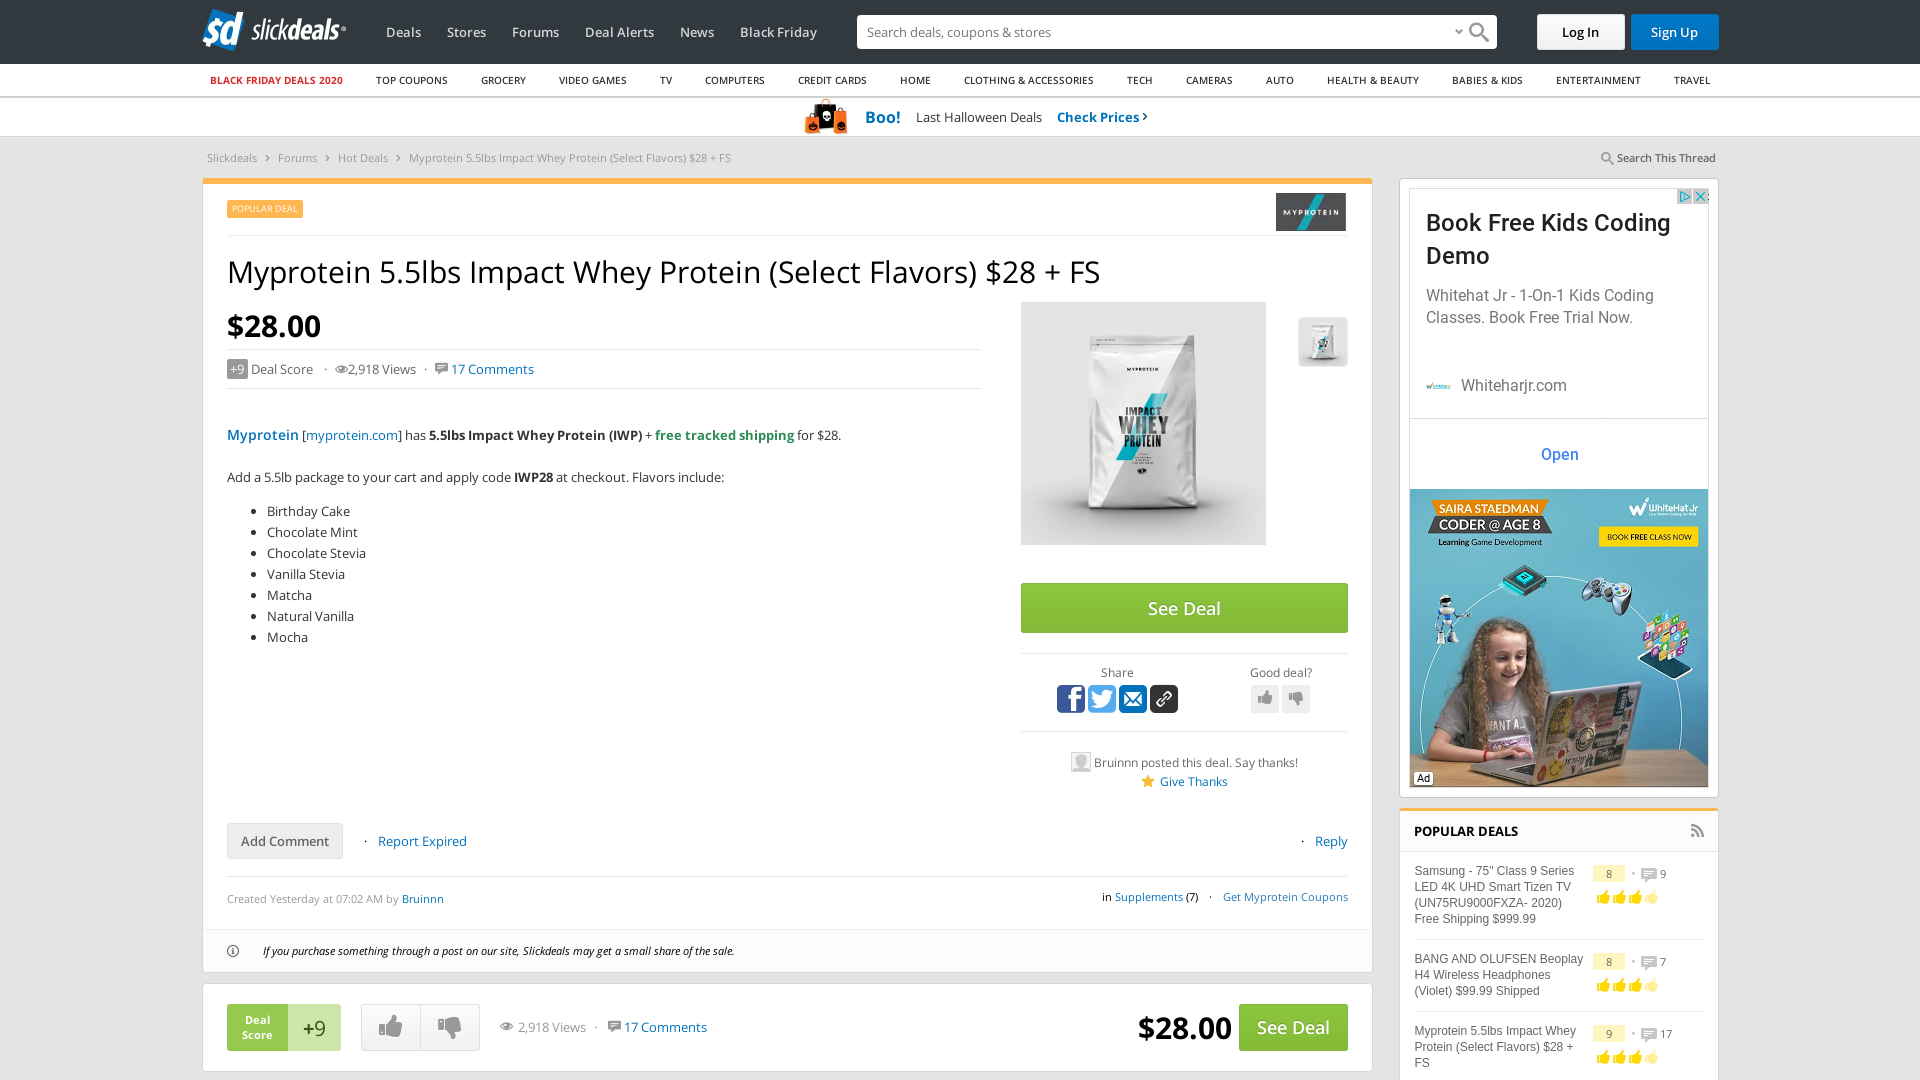 slickdeals
Deals
Stores
Forums
Deal Alerts
News
Black Friday
Search deals, coupons & stores
Log In
Sign Up
BLACK FRIDAY DEALS 2020
TOP COUPONS
GROCERY
VIDEO GAMES
TV
COMPUTERS
CREDIT CARDS
HOME
CLOTHING & ACCESSORIES
TECH
CAMERAS
AUTO
HEALTH & BEAUTY
BABIES & KIDS
ENTERTAINMENT
TRAVEL
Boo! Last Halloween Deals Check Prices ›
Slickdeals › Forums › Hot Deals › Myprotein 5.5lbs Impact Whey Protein (Select Flavors) $28 + FS
Search This Thread
POPULAR DEAL
MYPROTEIN
Myprotein 5.5lbs Impact Whey Protein (Select Flavors) $28 + FS
$28.00
+9 Deal Score · 2,918 Views · 17 Comments
Myprotein [myprotein.com] has 5.5lbs Impact Whey Protein (IWP) + free tracked shipping for $28.
Add a 5.5lb package to your cart and apply code IWP28 at checkout. Flavors include:
• Birthday Cake
• Chocolate Mint
• Chocolate Stevia
• Vanilla Stevia
• Matcha
• Natural Vanilla
• Mocha
MYPROTEIN
IMPACT
WHEY
PROTEIN
See Deal
Share
Good deal?
Bruinnn posted this deal. Say thanks!
Give Thanks
Add Comment
· Report Expired
· Reply
Created Yesterday at 07:02 AM by Bruinnn
in Supplements (7) · Get Myprotein Coupons
If you purchase something through a post on our site, Slickdeals may get a small share of the sale.
Deal
Score
+9
2,918 Views · 17 Comments
$28.00
See Deal
Book Free Kids Coding
Demo
Whitehat Jr - 1-On-1 Kids Coding
Classes. Book Free Trial Now.
Whiteharjr.com
Open
SAIRA STAEDMAN
CODER @ AGE 8
Learning Game Development
WhiteHat Jr
BOOK FREE CLASS NOW
WANT A...
Ad
POPULAR DEALS
Samsung - 75" Class 9 Series
LED 4K UHD Smart Tizen TV
(UN75RU9000FXZA- 2020)
Free Shipping $999.99
8 • 9
BANG AND OLUFSEN Beoplay
H4 Wireless Headphones
(Violet) $99.99 Shipped
8 • 7
Myprotein 5.5lbs Impact Whey
Protein (Select Flavors) $28 +
FS
9 • 17